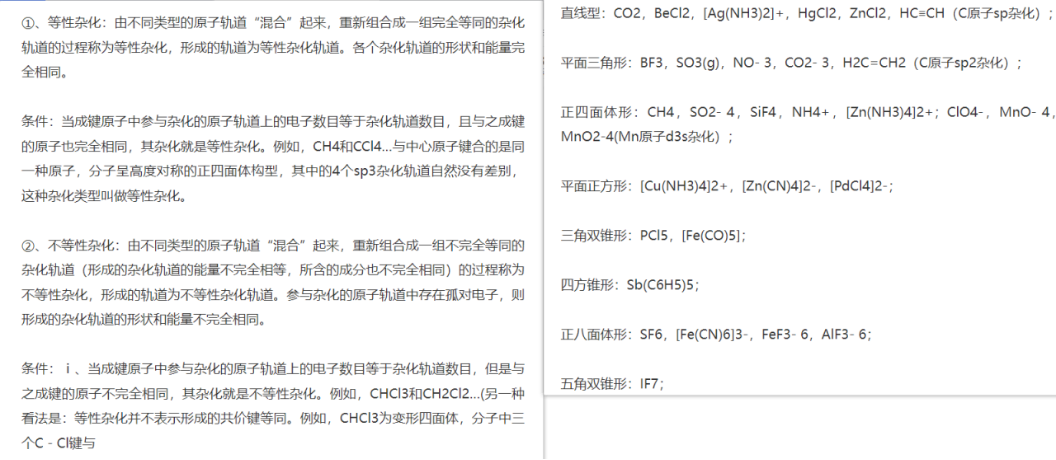 ①、等性杂化：由不同类型的原子轨道“混合”起来，重新组合成一组完全等同的杂化
轨道的过程称为等性杂化，形成的轨道为等性杂化轨道。各个杂化轨道的形状和能量完
全相同。
条件：当成键原子中参与杂化的原子轨道上的电子数目等于杂化轨道数目，且与之成键
的原子也完全相同，其杂化就是等性杂化。例如，CH4和CCl4...与中心原子键合的是同
一种原子，分子呈高度对称的正四面体构型，其中的4个sp3杂化轨道自然没有差别，
这种杂化类型叫做等性杂化。
②、不等性杂化：由不同类型的原子轨道“混合”起来，重新组合成一组不完全等同的
杂化轨道（形成的杂化轨道的能量不完全相等，所含的成分也不完全相同）的过程称为
不等性杂化，形成的轨道为不等性杂化轨道。参与杂化的原子轨道中存在孤对电子，则
形成的杂化轨道的形状和能量不完全相同。
条件：ⅰ、当成键原子中参与杂化的原子轨道上的电子数目等于杂化轨道数目，但是与
之成键的原子不完全相同，其杂化就是不等性杂化。例如，CHCl3和CH2Cl2...(另一种
看法是：等性杂化并不表示形成的共价键等同。例如，CHCl3为变形四面体，分子中三
个C - Cl键与
直线型：CO2，BeCl2，[Ag(NH3)2]+，HgCl2，ZnCl2，HC≡CH（C原子sp杂化）；
平面三角形：BF3，SO3(g)，NO- 3，CO2- 3，H2C=CH2（C原子sp2杂化）；
正四面体形：CH4，SO2- 4，SiF4，NH4+，[Zn(NH3)4]2+；ClO4-，MnO- 4，
MnO2-4(Mn原子d3s杂化）；
平面正方形：[Cu(NH3)4]2+，[Zn(CN)4]2-，[PdCl4]2-；
三角双锥形：PCl5，[Fe(CO)5]；
四方锥形：Sb(C6H5)5；
正八面体形：SF6，[Fe(CN)6]3-，FeF3- 6，AlF3- 6；
五角双锥形：IF7；